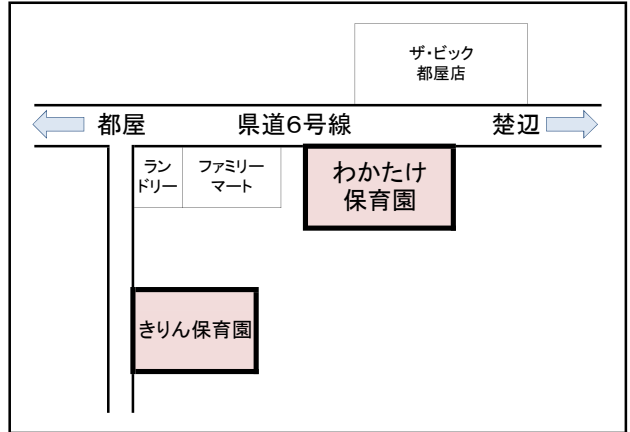 ザ・ビック
都屋店
都屋
県道6号線
楚辺
ラン
ドリー
ファミリー
マート
わかたけ
保育園
きりん保育園